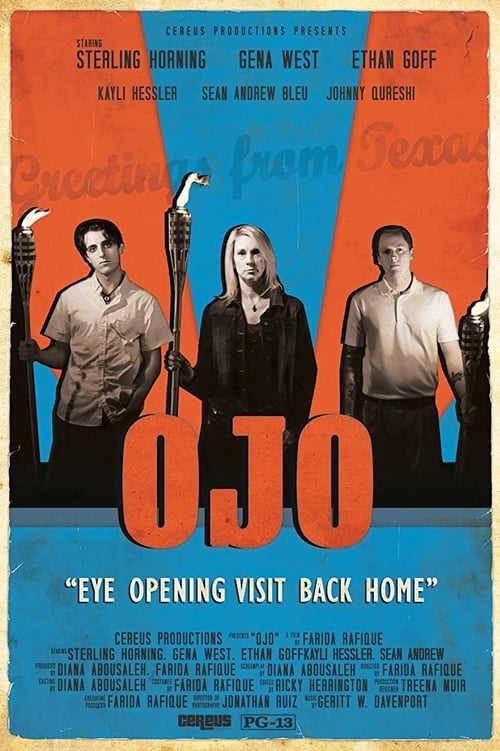 CEREUS PRODUCTIONS PRESENTS
STARING
STERLING HORNING GENA WEST ETHAN GOFF
KAYLI HESSLER SEAN ANDREW BLEU JOHNNY QURESHI
Greetings from Texas
OJO
"EYE OPENING VISIT BACK HOME"
CEREUS PRODUCTIONS PRESENTS "OJO" A FILM BY FARIDA RAFIQUE
STARING STERLING HORNING, GENA WEST, ETHAN GOFFKAYLI HESSLER, SEAN ANDREW
PRODUCED BY DIANA ABOUSALEH, FARIDA RAFIQUE SCREENPLAY BY DIANA ABOUSALEH DIRECTED BY FARIDA RAFIQUE
CASTING BY DIANA ABOUSALEH COSTUMES BY FARIDA RAFIQUE EDITED BY RICKY HERRINGTON PRODUCTION DESIGNER TREENA MUIR
EXECUTIVE PRODUCER FARIDA RAFIQUE DIRECTOR OF PHOTOGRAPHY JONATHAN RUIZ MUSIC BY GERITT W. DAVENPORT
CEREUS PG-13